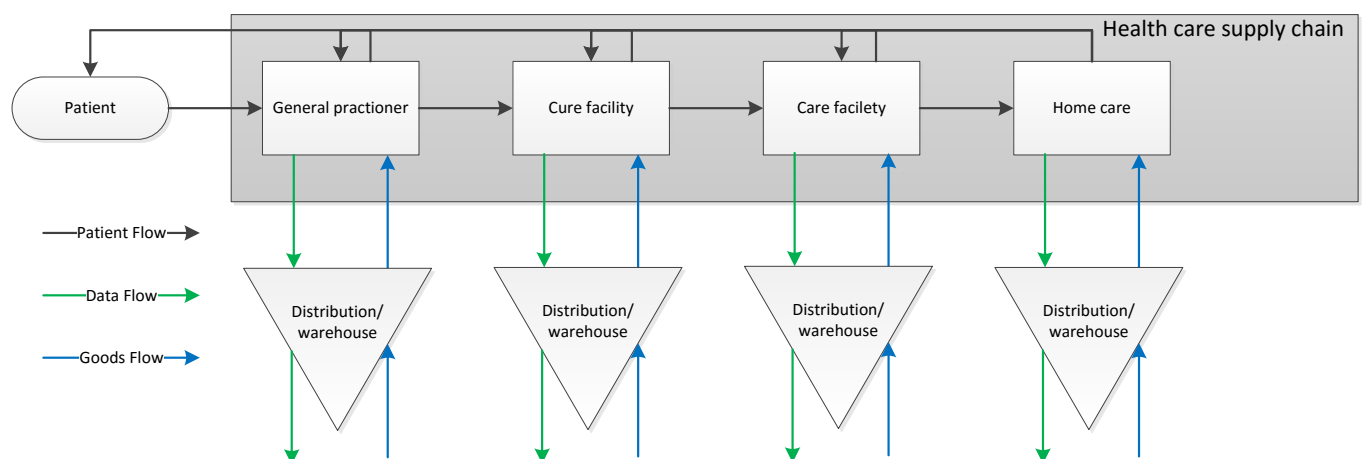 Health care supply chain
Patient
General practioner
Cure facility
Care facilety
Home care
Patient Flow
Data Flow
Goods Flow
Distribution/
warehouse
Distribution/
warehouse
Distribution/
warehouse
Distribution/
warehouse